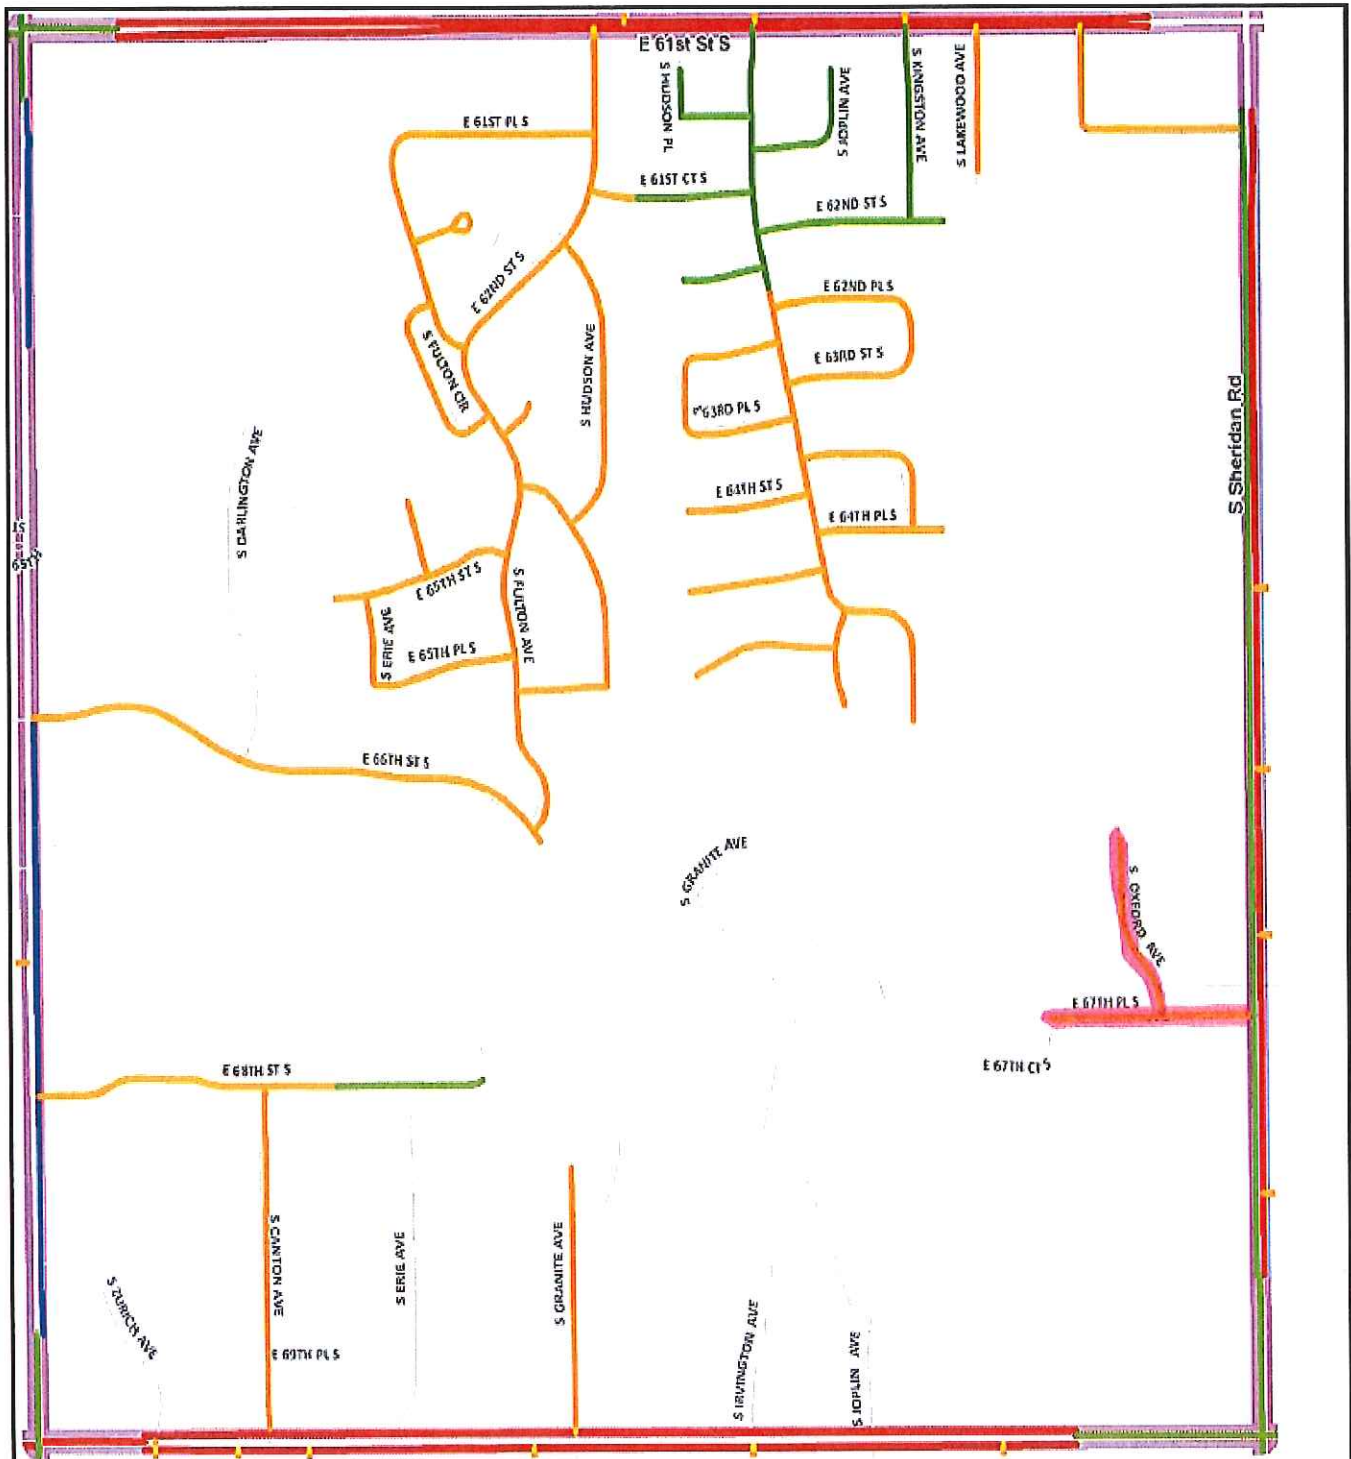 E 61st St S
S HUDSON PL
S JOPLIN AVE
S KINGSTON AVE
S LAKEWOOD AVE
E 61ST PL S
E 61ST CT S
E 62ND ST S
E 62ND ST S
E 62ND PL S
S FULTON CIR
S HUDSON AVE
E 63RD ST S
E 63RD PL S
S Sheridan Rd
S DARLINGTON AVE
E 64TH ST S
E 64TH PL S
E 65TH ST S
S FULTON AVE
S ERIE AVE
E 65TH PL S
E 66TH ST S
S GRANITE AVE
S OXFORD AVE
E 67TH PL S
E 67TH CT S
E 68TH ST S
S CANTON AVE
S ERIE AVE
S GRANITE AVE
S ZURICH AVE
E 69TH PL S
S IRVINGTON AVE
S JOPLIN AVE